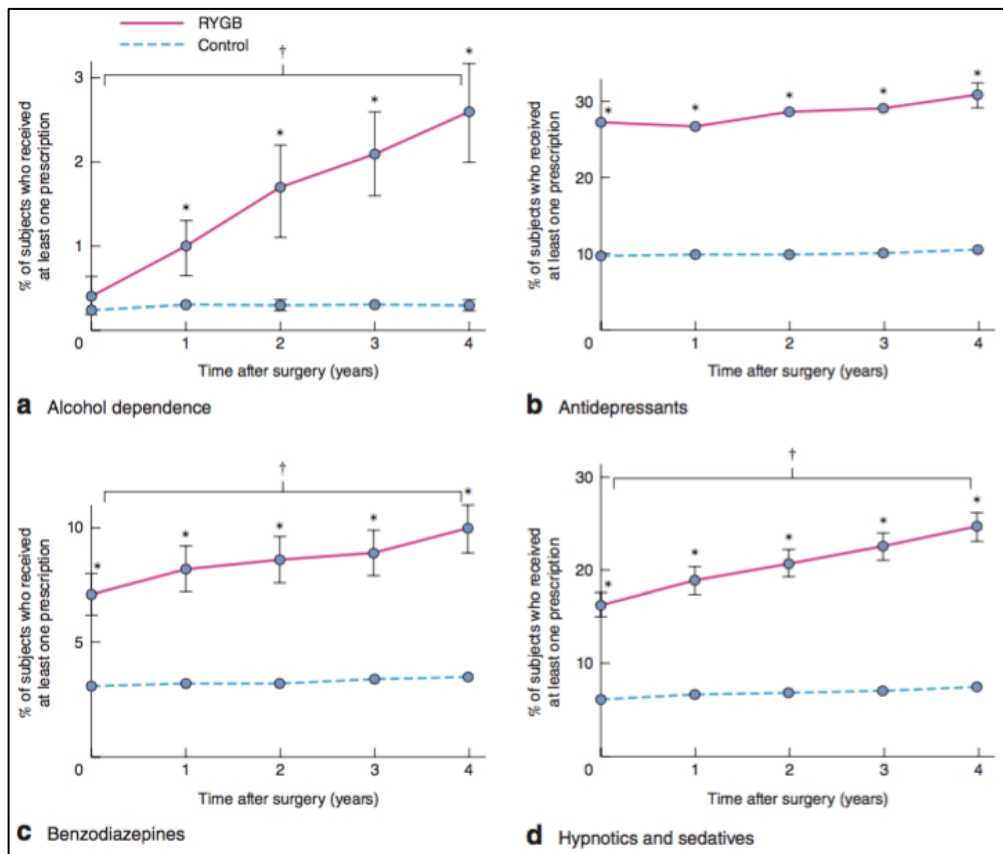 RYGB
Control
†
* * * *
3
2
1
0 1 2 3 4
% of subjects who received
at least one prescription
Time after surgery (years)
a Alcohol dependence
* * * * *
30
20
10
0 1 2 3 4
% of subjects who received
at least one prescription
Time after surgery (years)
b Antidepressants
†
* * * * *
10
5
0 1 2 3 4
% of subjects who received
at least one prescription
Time after surgery (years)
c Benzodiazepines
†
* * * * *
30
20
10
0 1 2 3 4
% of subjects who received
at least one prescription
Time after surgery (years)
d Hypnotics and sedatives